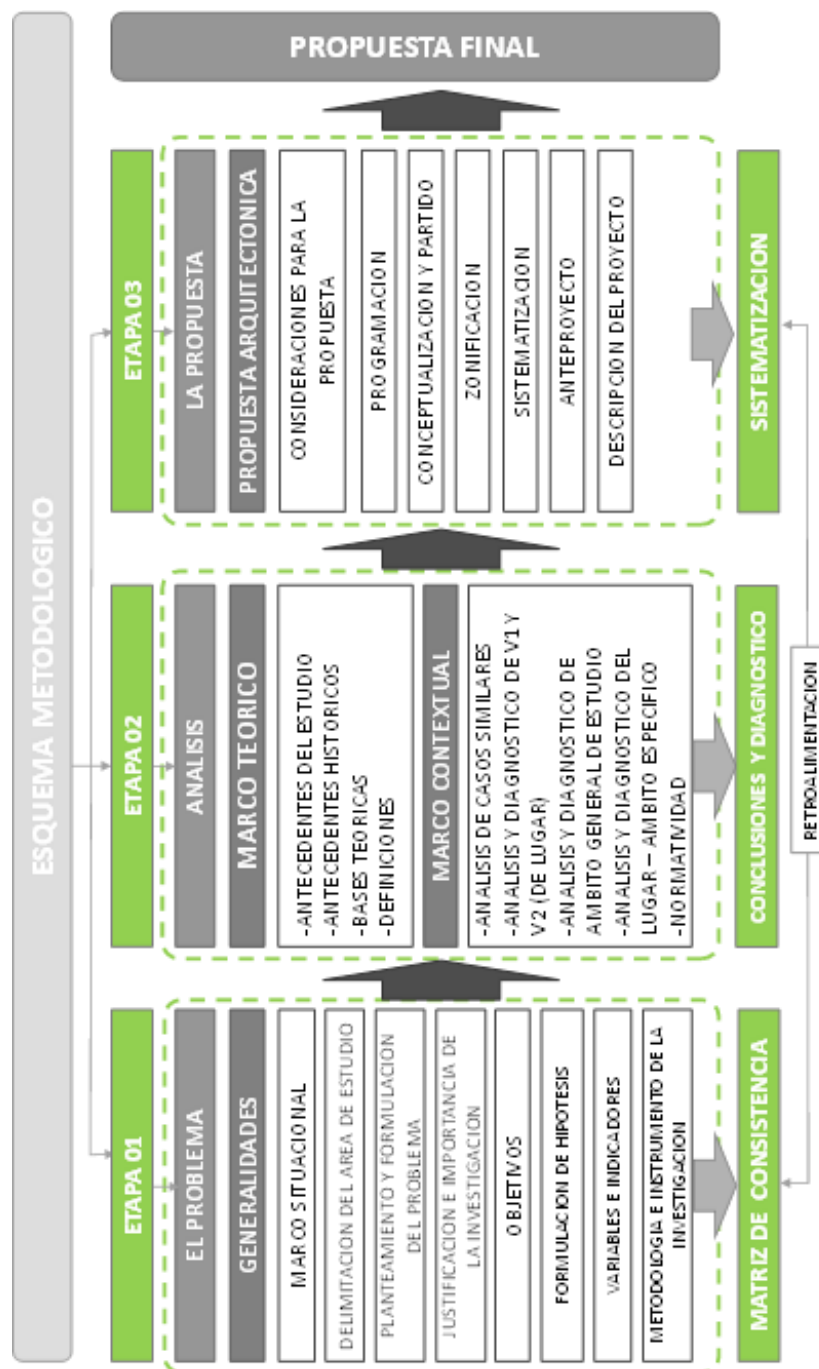 ESQUEMA METODOLOGICO
ETAPA 01
EL PROBLEMA
GENERALIDADES
MARCO SITUACIONAL
DELIMITACION DEL AREA DE ESTUDIO
PLANTEAMIENTO Y FORMULACION
DEL PROBLEMA
JUSTIFICACION E IMPORTANCIA DE
LA INVESTIGACION
OBJETIVOS
FORMULACION DE HIPOTESIS
VARIABLES E INDICADORES
METODOLOGIA E INSTRUMENTO DE LA
INVESTIGACION
MATRIZ DE CONSISTENCIA
ETAPA 02
ANALISIS
MARCO TEORICO
-ANTECEDENTES DEL ESTUDIO
-ANTECEDENTES HISTORICOS
-BASES TEORICAS
-DEFINICIONES
MARCO CONTEXTUAL
-ANALISIS DE CASOS SIMILARES
-ANALISIS Y DIAGNOSTICO DE V1 Y
V2 (DE LUGAR)
-ANALISIS Y DIAGNOSTICO DE
AMBITO GENERAL DE ESTUDIO
-ANALISIS Y DIAGNOSTICO DEL
LUGAR – AMBITO ESPECIFICO
-NORMATIVIDAD
CONCLUSIONES Y DIAGNOSTICO
ETAPA 03
LA PROPUESTA
PROPUESTA ARQUITECTONICA
CONSIDERACIONES PARA LA
PROPUESTA
PROGRAMACION
CONCEPTUALIZACION Y PARTIDO
ZONIFICACION
SISTEMATIZACION
ANTEPROYECTO
DESCRIPCION DEL PROYECTO
SISTEMATIZACION
PROPUESTA FINAL
RETROALIMENTACION